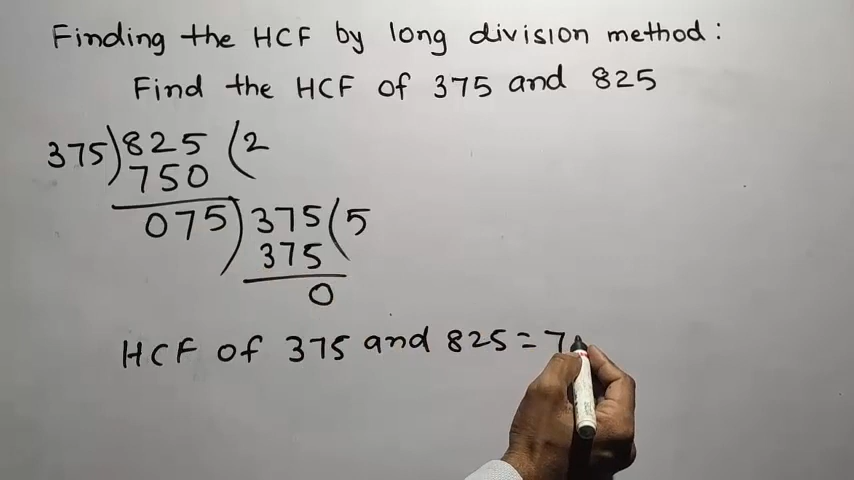 Finding the HCF by long division method:
Find the HCF of 375 and 825
375)825(2
750
075)375(5
375
0
HCF of 375 and 825 = 7